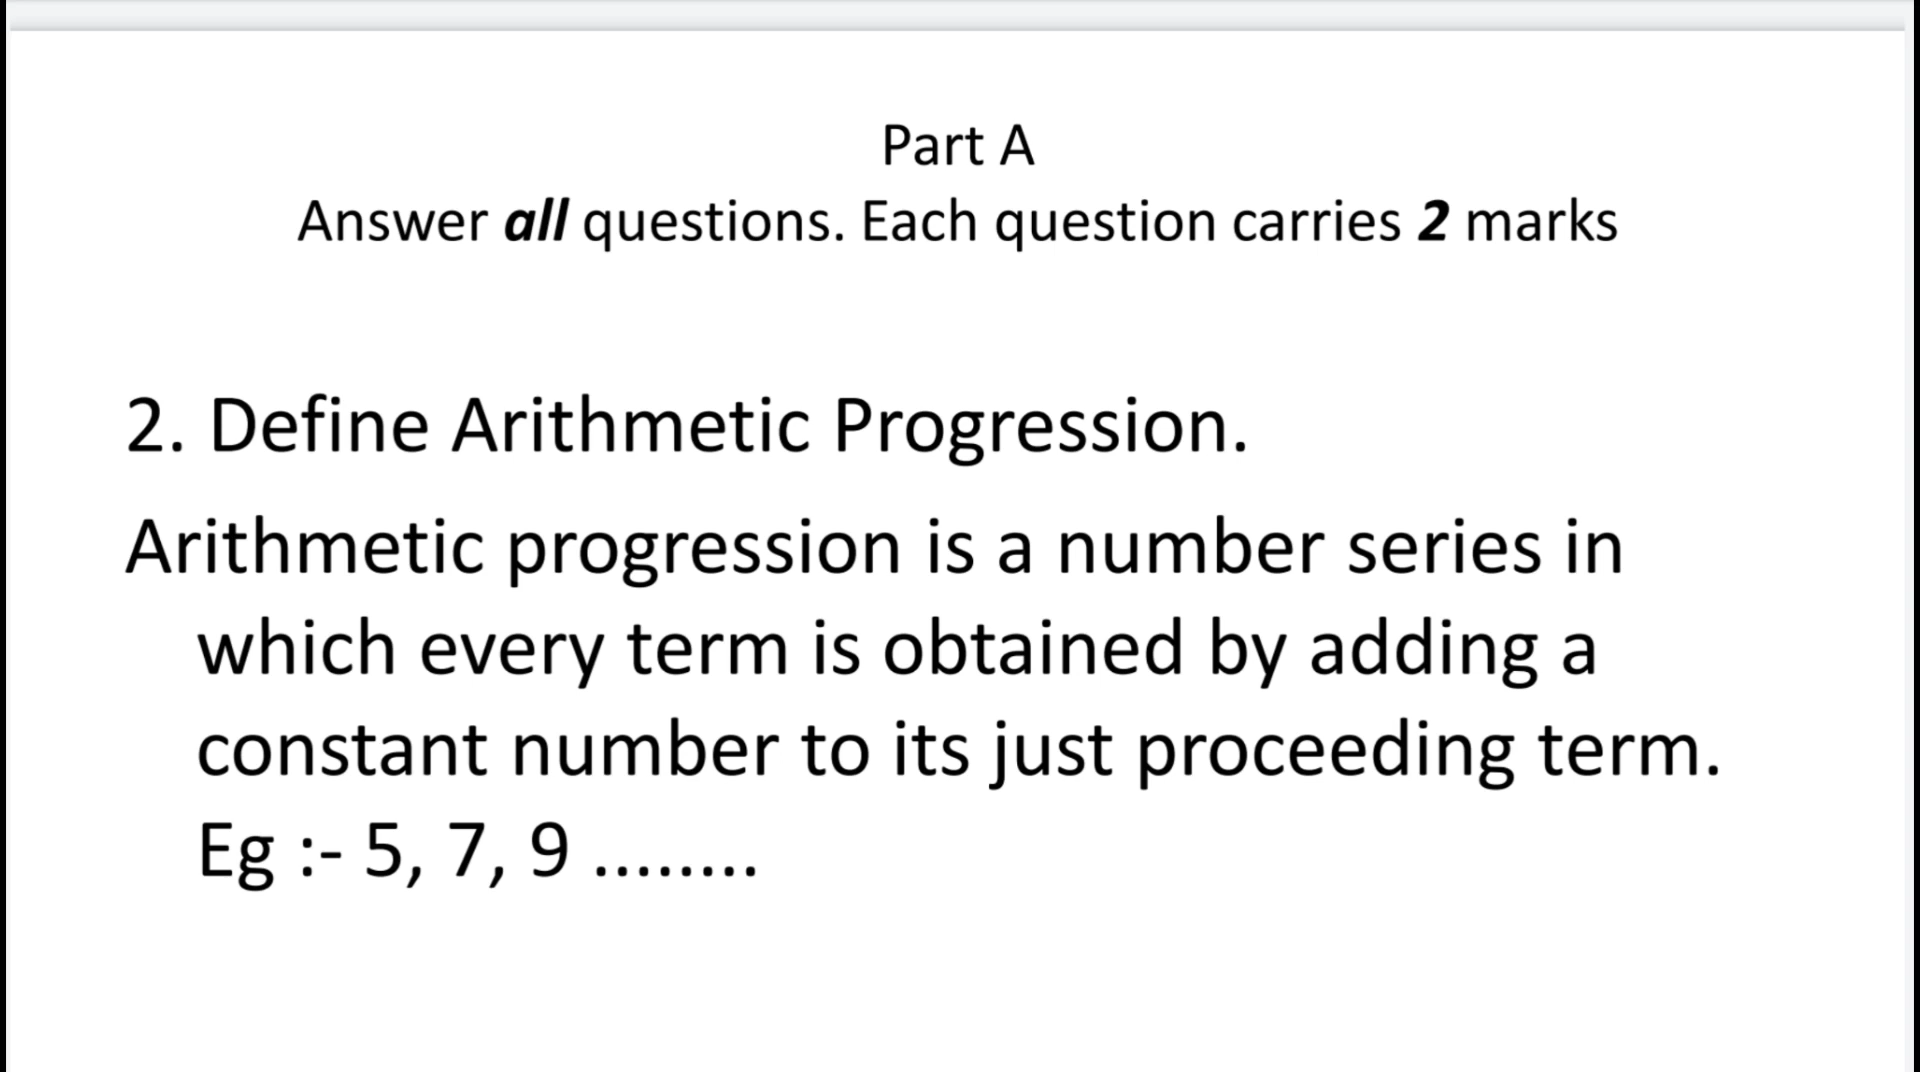 Part A
Answer all questions. Each question carries 2 marks
2. Define Arithmetic Progression.
Arithmetic progression is a number series in
which every term is obtained by adding a
constant number to its just proceeding term.
Eg :- 5, 7, 9 ........